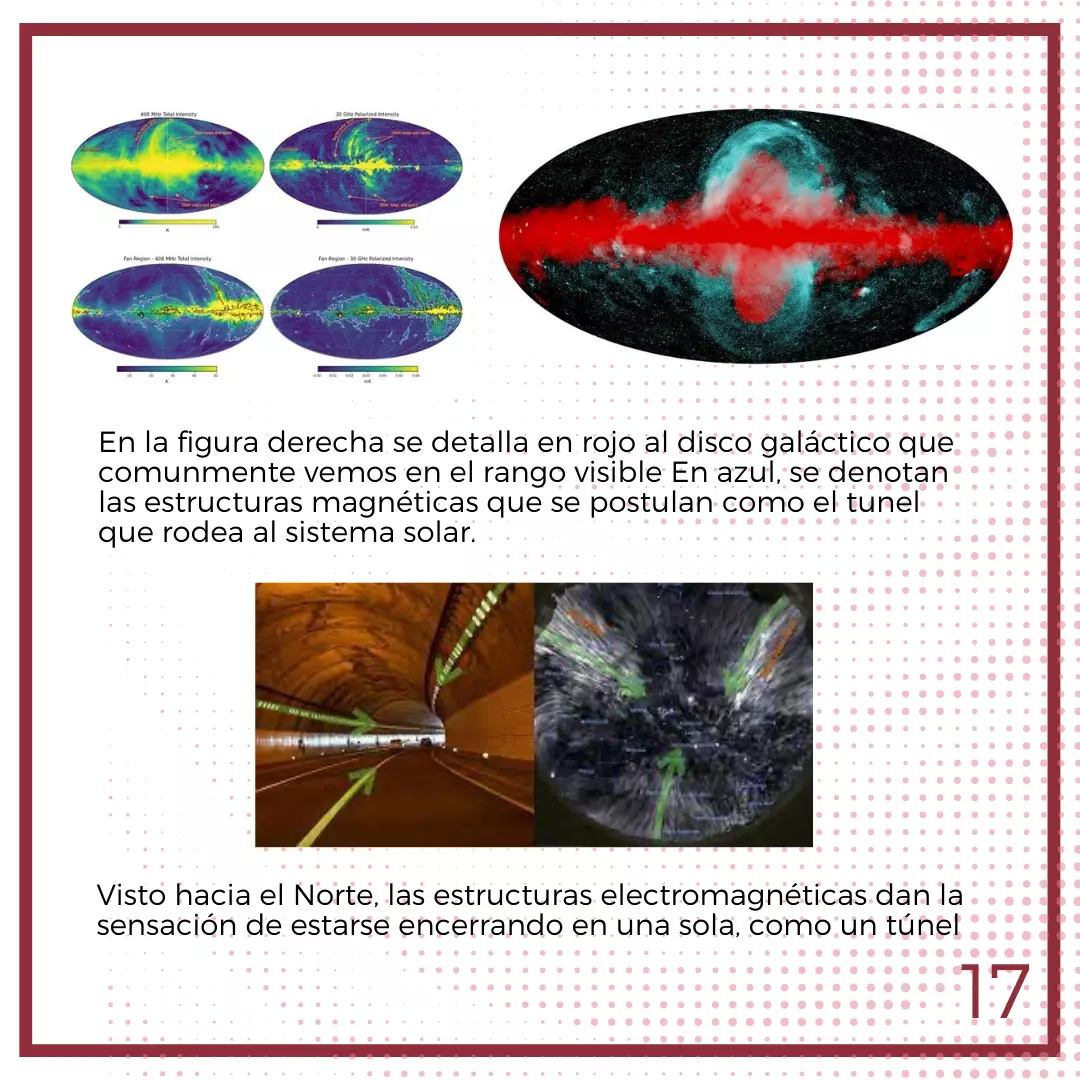 408 MHz Total Intensity
30 GHz Polarized Intensity
K
mK
Fan Region - 408 MHz Total Intensity
Fan Region - 30 GHz Polarized Intensity
K
mK
En la figura derecha se detalla en rojo al disco galáctico que
comunmente vemos en el rango visible En azul, se denotan
las estructuras magnéticas que se postulan como el tunel
que rodea al sistema solar.
Visto hacia el Norte, las estructuras electromagnéticas dan la
sensación de estarse encerrando en una sola, como un túnel
17